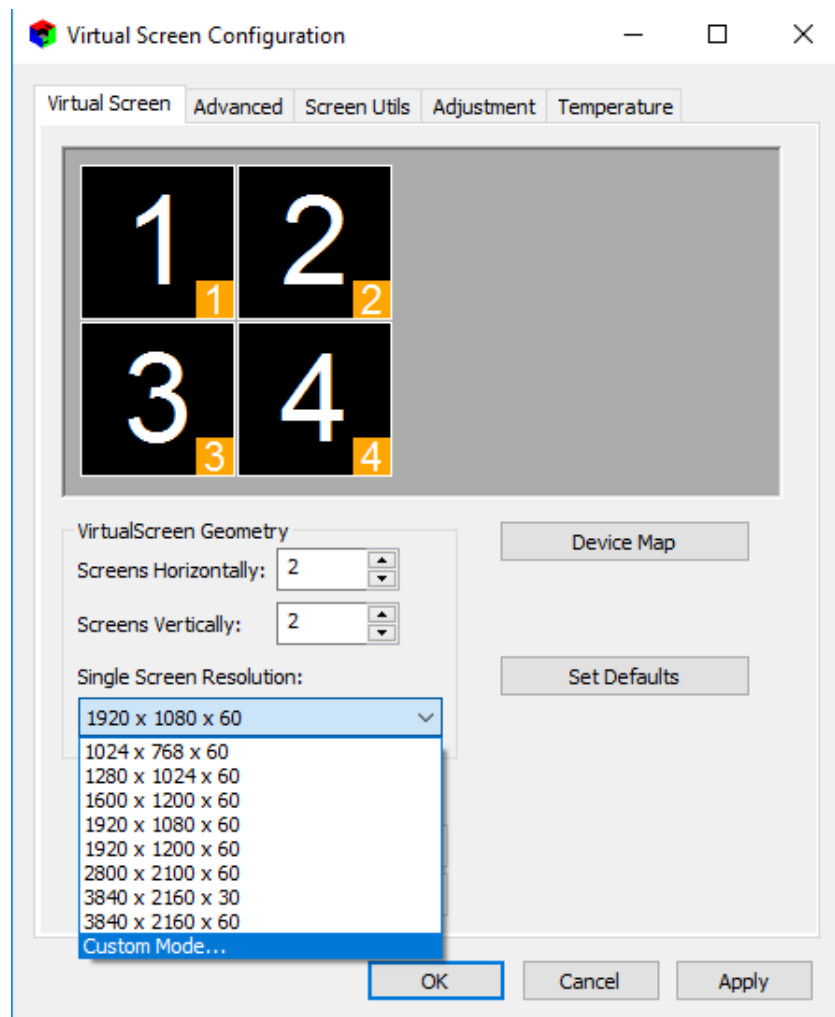 Virtual Screen Configuration
Virtual Screen Advanced Screen Utils Adjustment Temperature
1 2
1 2
3 4
3 4
VirtualScreen Geometry
Device Map
Screens Horizontally: 2
Screens Vertically: 2
Single Screen Resolution:
Set Defaults
1920 x 1080 x 60
1024 x 768 x 60
1280 x 1024 x 60
1600 x 1200 x 60
1920 x 1080 x 60
1920 x 1200 x 60
2800 x 2100 x 60
3840 x 2160 x 30
3840 x 2160 x 60
Custom Mode...
OK Cancel Apply